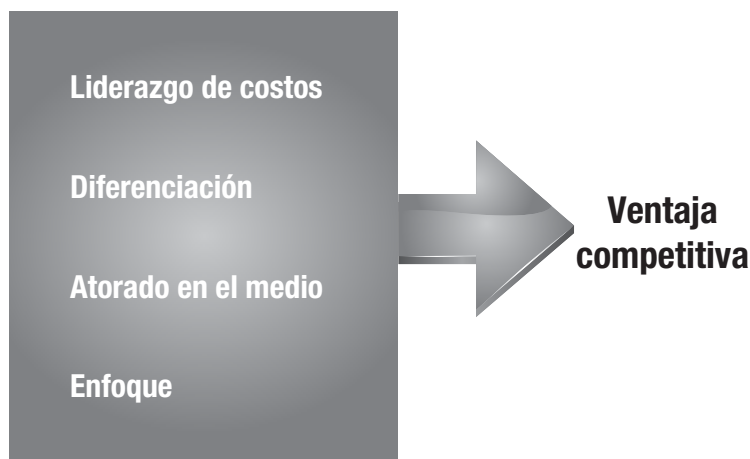 Liderazgo de costos
Diferenciación
Atorado en el medio
Enfoque
Ventaja
competitiva